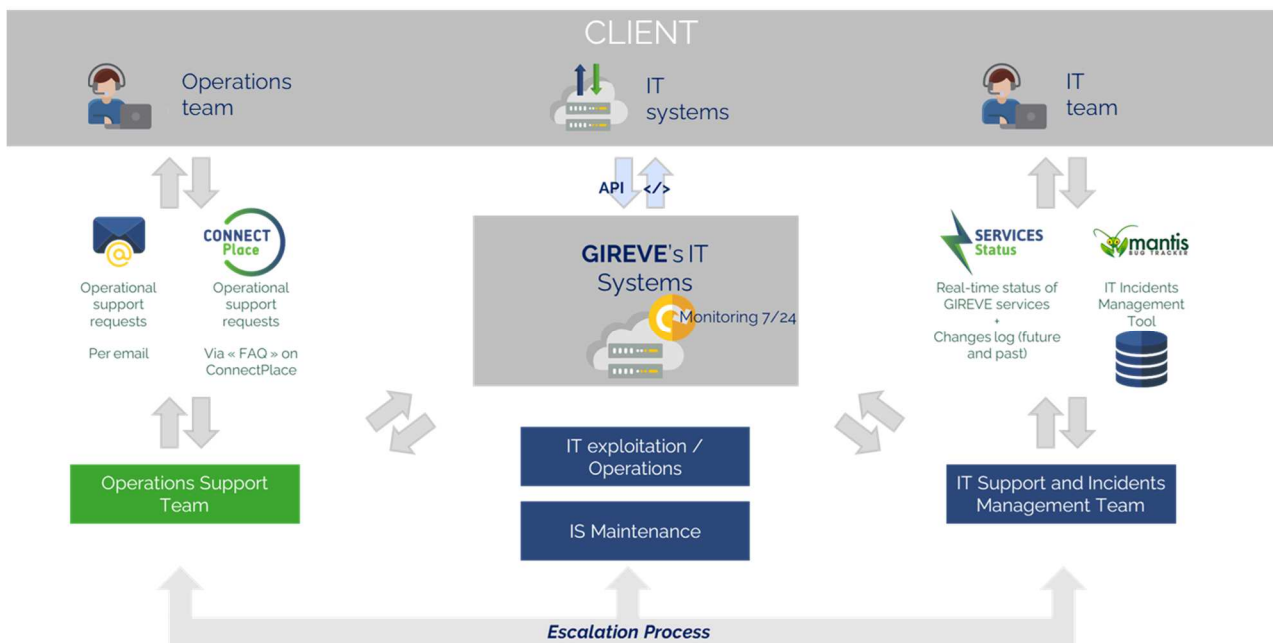 CLIENT
Operations
team
IT
systems
IT
team
API </>
CONNECT
Place
Operational
support
requests
Per email
Operational
support
requests
Via « FAQ » on
ConnectPlace
GIREVE's IT
Systems
Monitoring 7/24
SERVICES
Status
Real-time status of
GIREVE services
+
Changes log (future
and past)
mantis
BUG TRACKER
IT Incidents
Management
Tool
Operations Support
Team
IT exploitation /
Operations
IS Maintenance
IT Support and Incidents
Management Team
Escalation Process